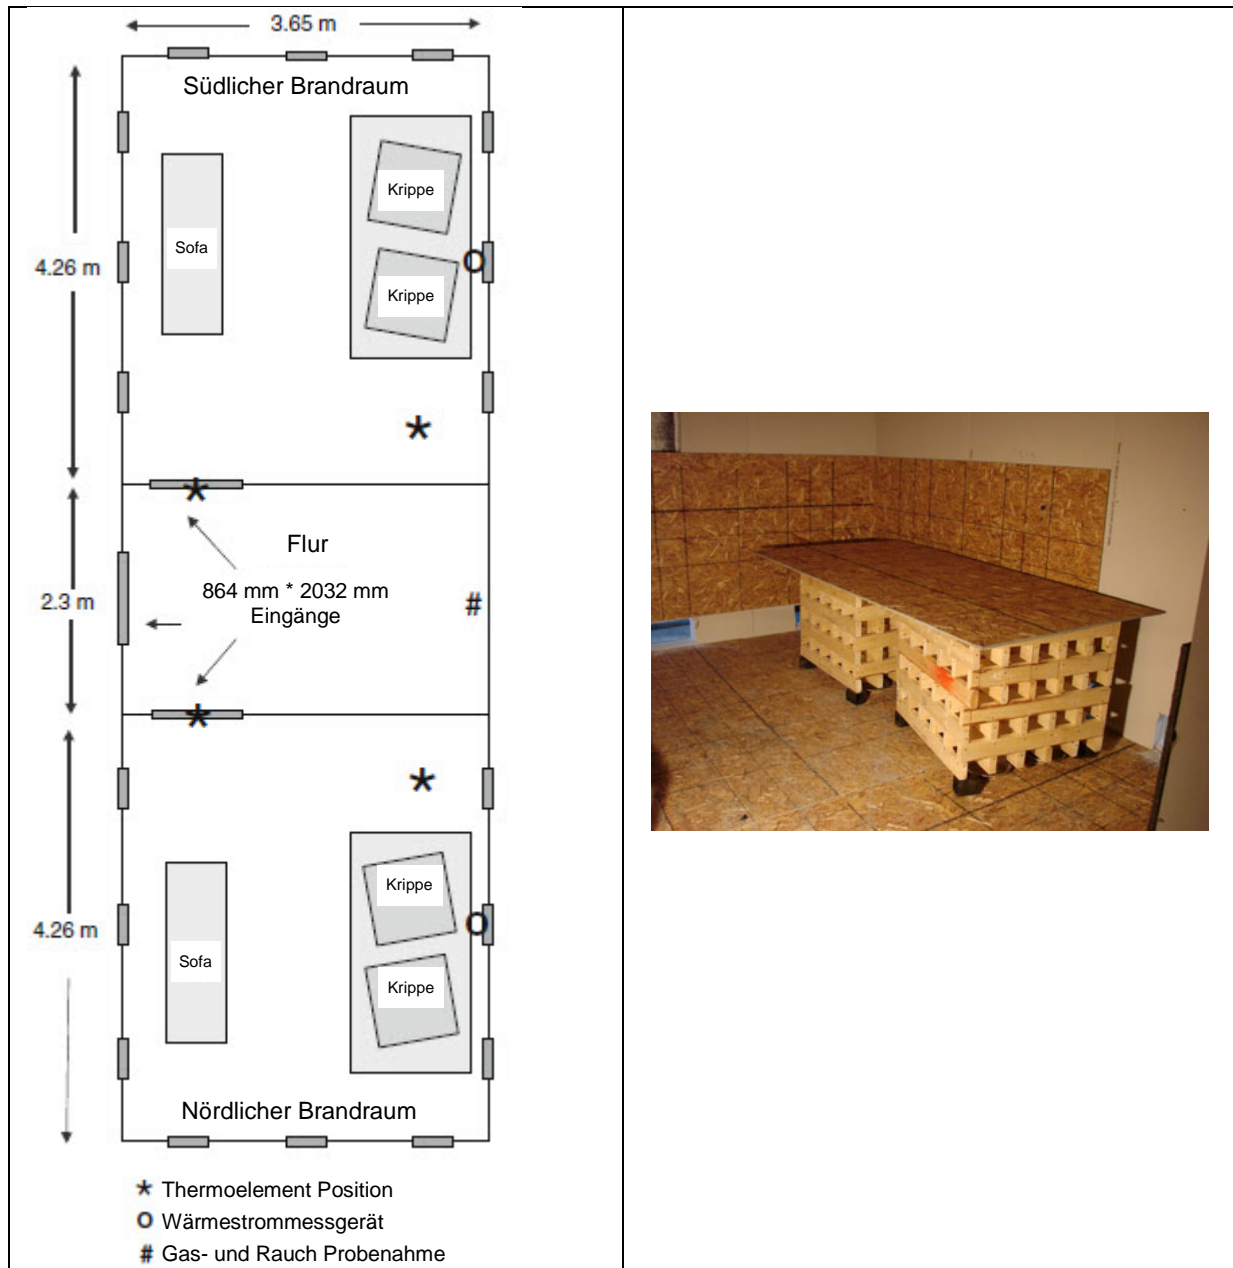 3.65 m
Südlicher Brandraum
Krippe
Sofa
4.26 m
Krippe
Flur
2.3 m
864 mm * 2032 mm
#
Eingänge
Krippe
4.26 m
Sofa
Krippe
Nördlicher Brandraum
* Thermoelement Position
o Wärmestrommessgerät
# Gas- und Rauch Probenahme